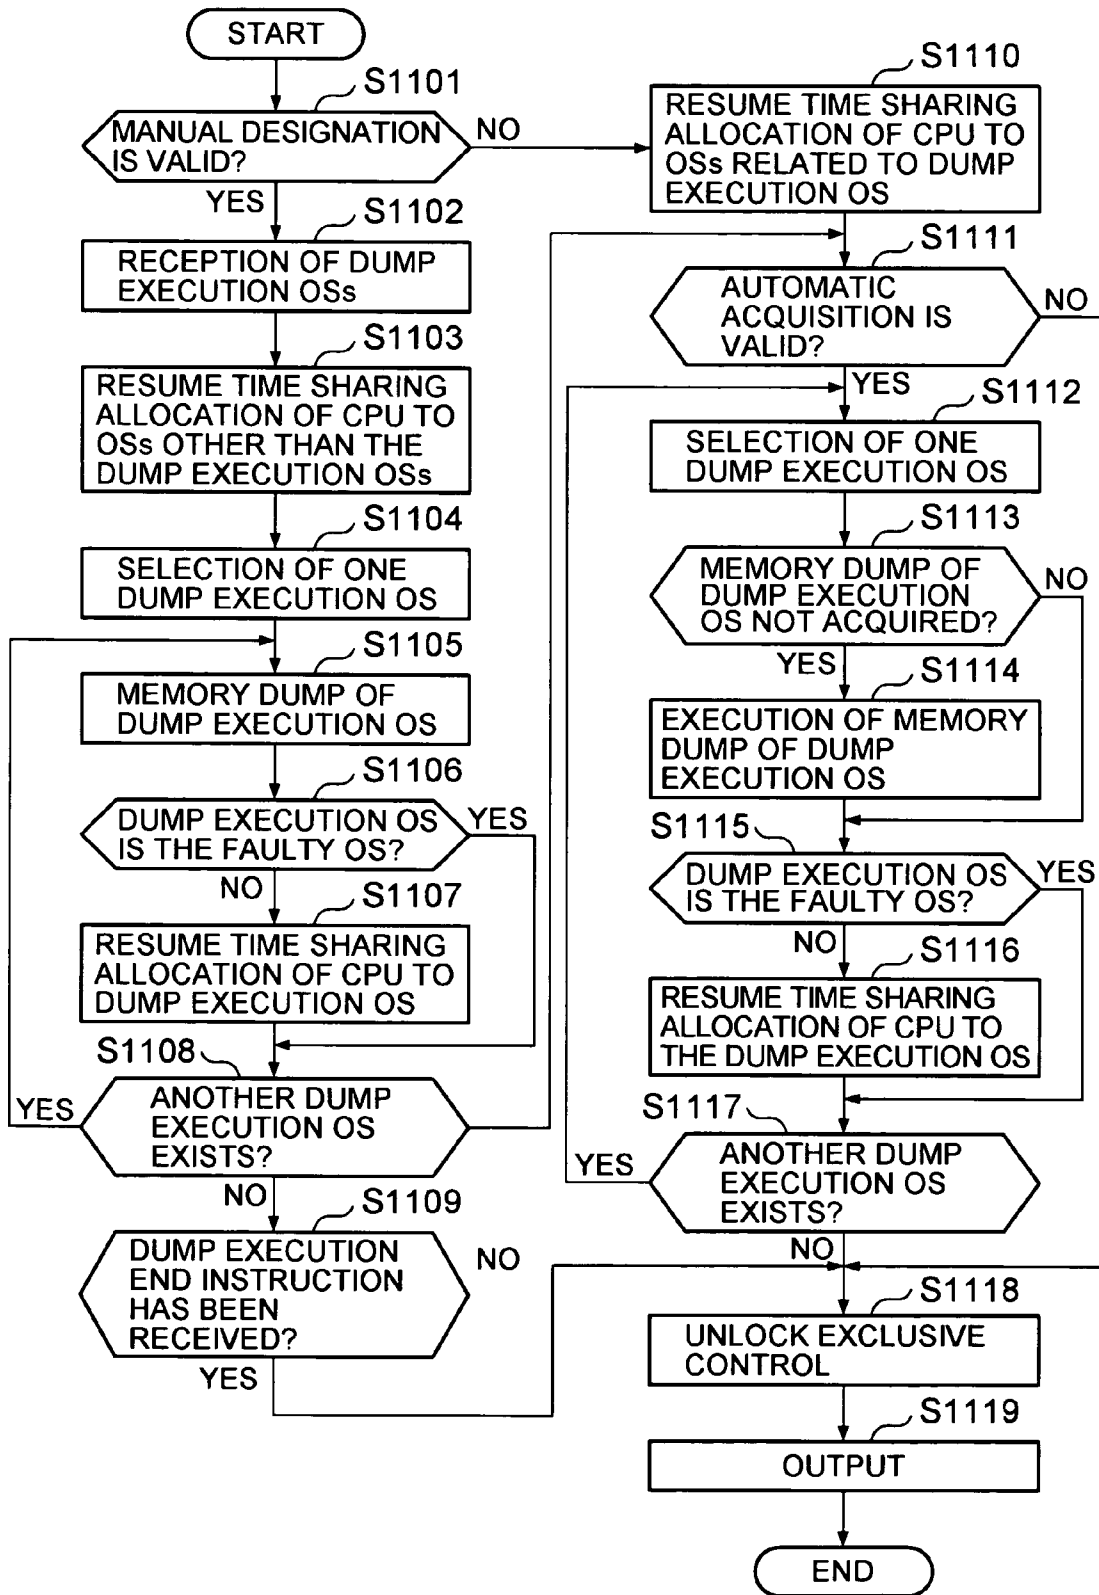 START
S1101
MANUAL DESIGNATION
IS VALID?
NO
YES
S1102
RECEPTION OF DUMP
EXECUTION OSs
S1103
RESUME TIME SHARING
ALLOCATION OF CPU TO
OSs OTHER THAN THE
DUMP EXECUTION OSs
S1104
SELECTION OF ONE
DUMP EXECUTION OS
S1105
MEMORY DUMP OF
DUMP EXECUTION OS
S1106
DUMP EXECUTION OS
IS THE FAULTY OS?
YES
NO
S1107
RESUME TIME SHARING
ALLOCATION OF CPU TO
DUMP EXECUTION OS
S1108
ANOTHER DUMP
EXECUTION OS
EXISTS?
YES
NO
S1109
DUMP EXECUTION
END INSTRUCTION
HAS BEEN
RECEIVED?
NO
YES
S1110
RESUME TIME SHARING
ALLOCATION OF CPU TO
OSs RELATED TO DUMP
EXECUTION OS
S1111
AUTOMATIC
ACQUISITION IS
VALID?
NO
YES
S1112
SELECTION OF ONE
DUMP EXECUTION OS
S1113
MEMORY DUMP OF
DUMP EXECUTION
OS NOT ACQUIRED?
NO
YES
S1114
EXECUTION OF MEMORY
DUMP OF DUMP
EXECUTION OS
S1115
DUMP EXECUTION OS
IS THE FAULTY OS?
YES
NO
S1116
RESUME TIME SHARING
ALLOCATION OF CPU TO
THE DUMP EXECUTION OS
S1117
ANOTHER DUMP
EXECUTION OS
EXISTS?
YES
NO
S1118
UNLOCK EXCLUSIVE
CONTROL
S1119
OUTPUT
END